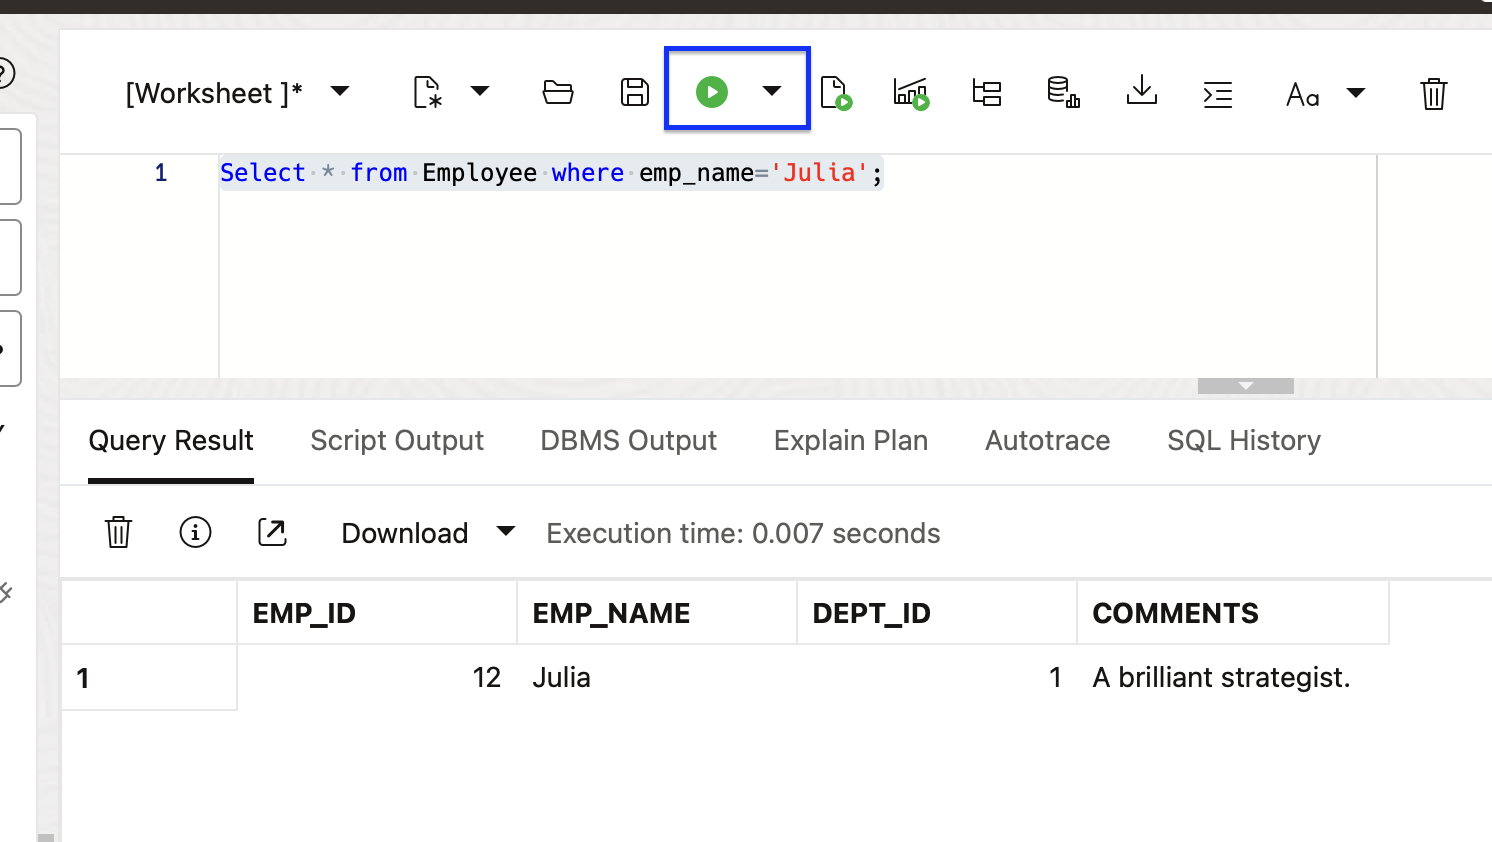 [Worksheet ]*
Aa
1 Select * from Employee where emp_name='Julia';
Query Result Script Output DBMS Output Explain Plan Autotrace SQL History
Download Execution time: 0.007 seconds
EMP_ID EMP_NAME DEPT_ID COMMENTS
1 12 Julia 1 A brilliant strategist.